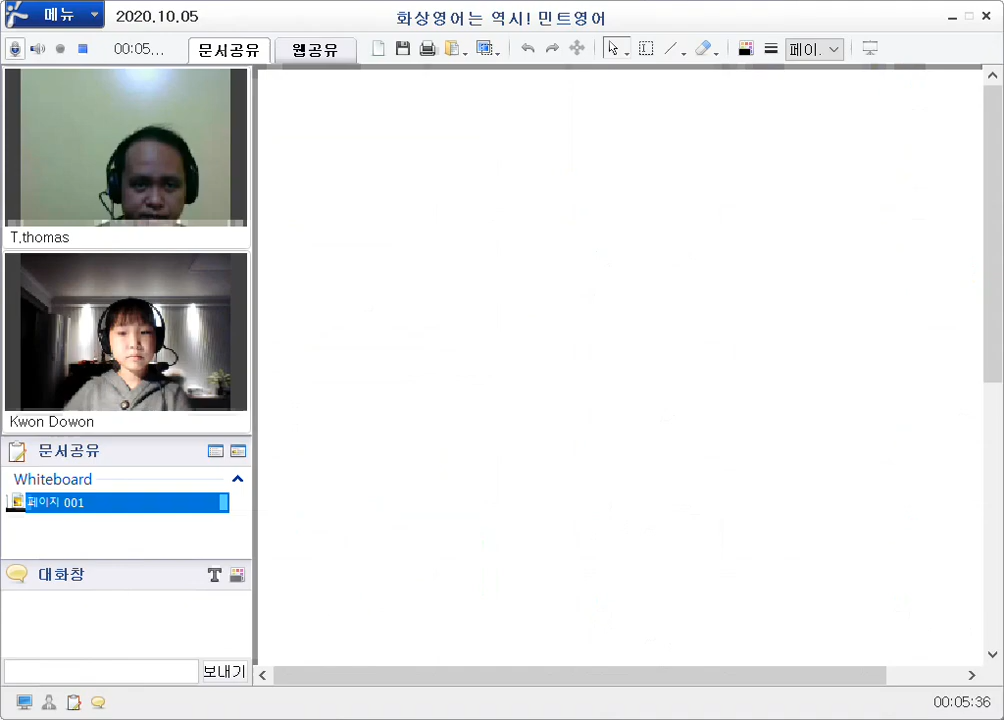 메뉴
2020.10.05
화상영어는 역시! 민트영어
00:05...
문서공유
웹공유
페이.
T.thomas
Kwon Dowon
문서공유
Whiteboard
페이지 001
대화창
T
보내기
00:05:36